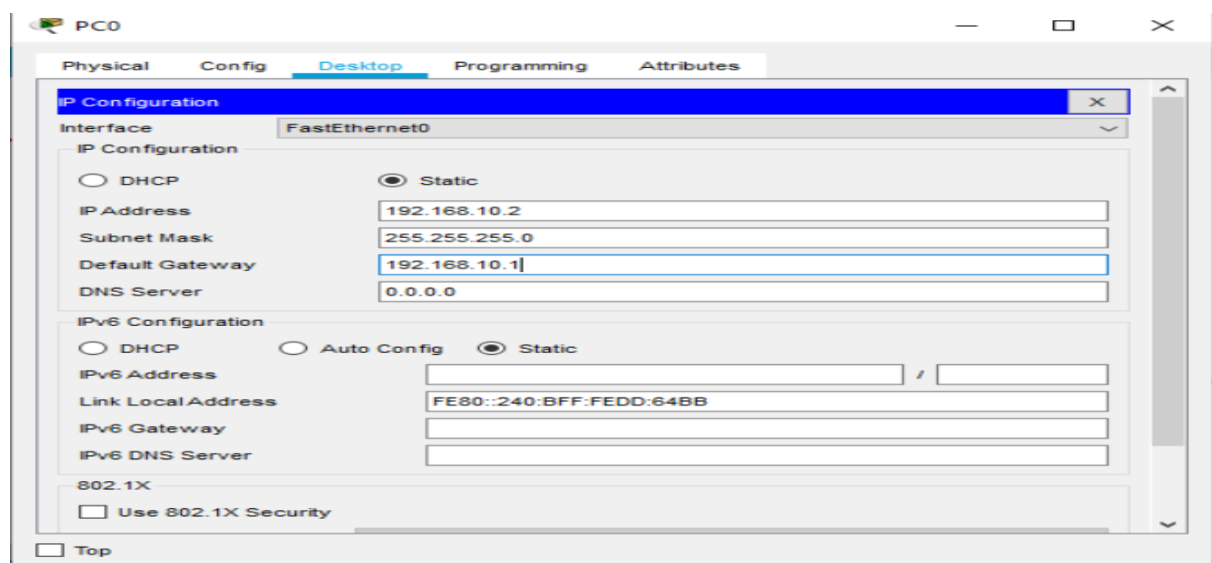 PC0
Physical Config Desktop Programming Attributes
IP Configuration X
Interface FastEthernet0
IP Configuration
DHCP Static
IP Address 192.168.10.2
Subnet Mask 255.255.255.0
Default Gateway 192.168.10.1
DNS Server 0.0.0.0
IPv6 Configuration
DHCP Auto Config Static
IPv6 Address /
Link Local Address FE80::240:BFF:FEDD:64BB
IPv6 Gateway
IPv6 DNS Server
802.1X
Use 802.1X Security
Top